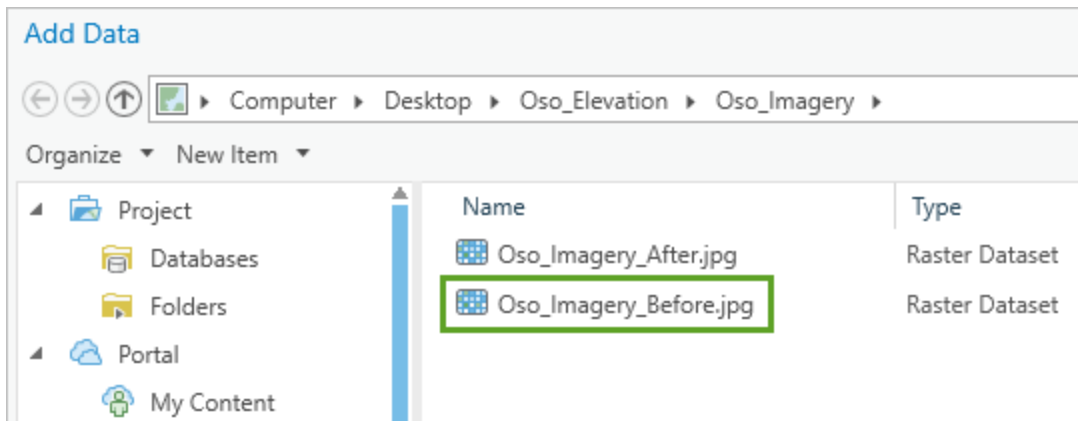 Add Data
Computer Desktop Oso_Elevation Oso_Imagery
Organize New Item
Project
Databases
Folders
Portal
My Content
Name Type
Oso_Imagery_After.jpg Raster Dataset
Oso_Imagery_Before.jpg Raster Dataset